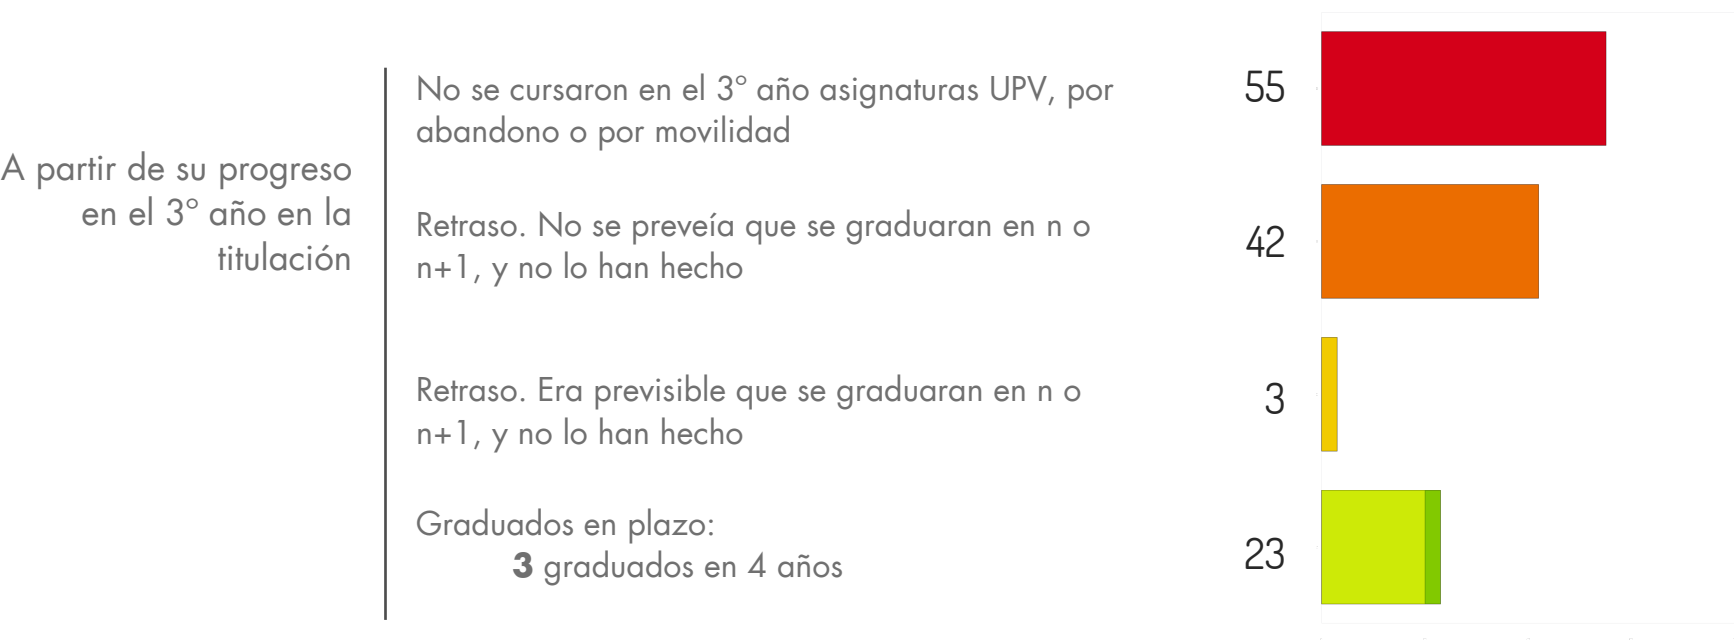 A partir de su progreso
en el 3º año en la
titulación
No se cursaron en el 3º año asignaturas UPV, por
abandono o por movilidad
55
Retraso. No se preveía que se graduaran en n o
n+1, y no lo han hecho
42
Retraso. Era previsible que se graduaran en n o
n+1, y no lo han hecho
3
Graduados en plazo:
3 graduados en 4 años
23